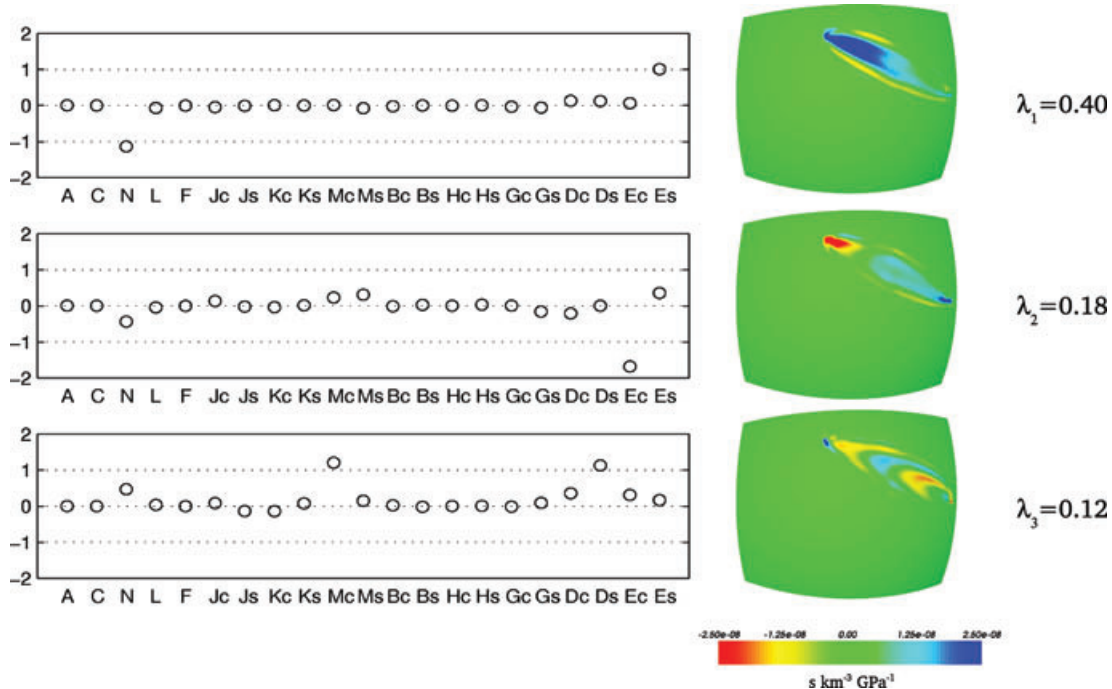 2
1
0
−1
−2
A C N L F Jc Js Kc Ks Mc Ms Bc Bs Hc Hs Gc Gs Dc Ds Ec Es
λ1=0.40
2
1
0
−1
−2
A C N L F Jc Js Kc Ks Mc Ms Bc Bs Hc Hs Gc Gs Dc Ds Ec Es
λ2=0.18
2
1
0
−1
−2
A C N L F Jc Js Kc Ks Mc Ms Bc Bs Hc Hs Gc Gs Dc Ds Ec Es
λ3=0.12
-2.50e-08 -1.25e-08 0.00 1.25e-08 2.50e-08
s km⁻³ GPa⁻¹